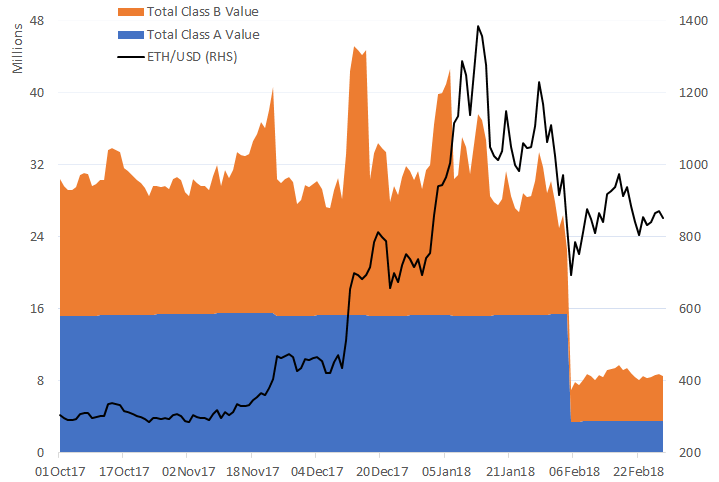 Millions
Total Class B Value
Total Class A Value
ETH/USD (RHS)
48
40
32
24
16
8
0
1400
1200
1000
800
600
400
200
01Oct17 17Oct17 02Nov17 18Nov17 04Dec17 20Dec17 05Jan18 21Jan18 06Feb18 22Feb18